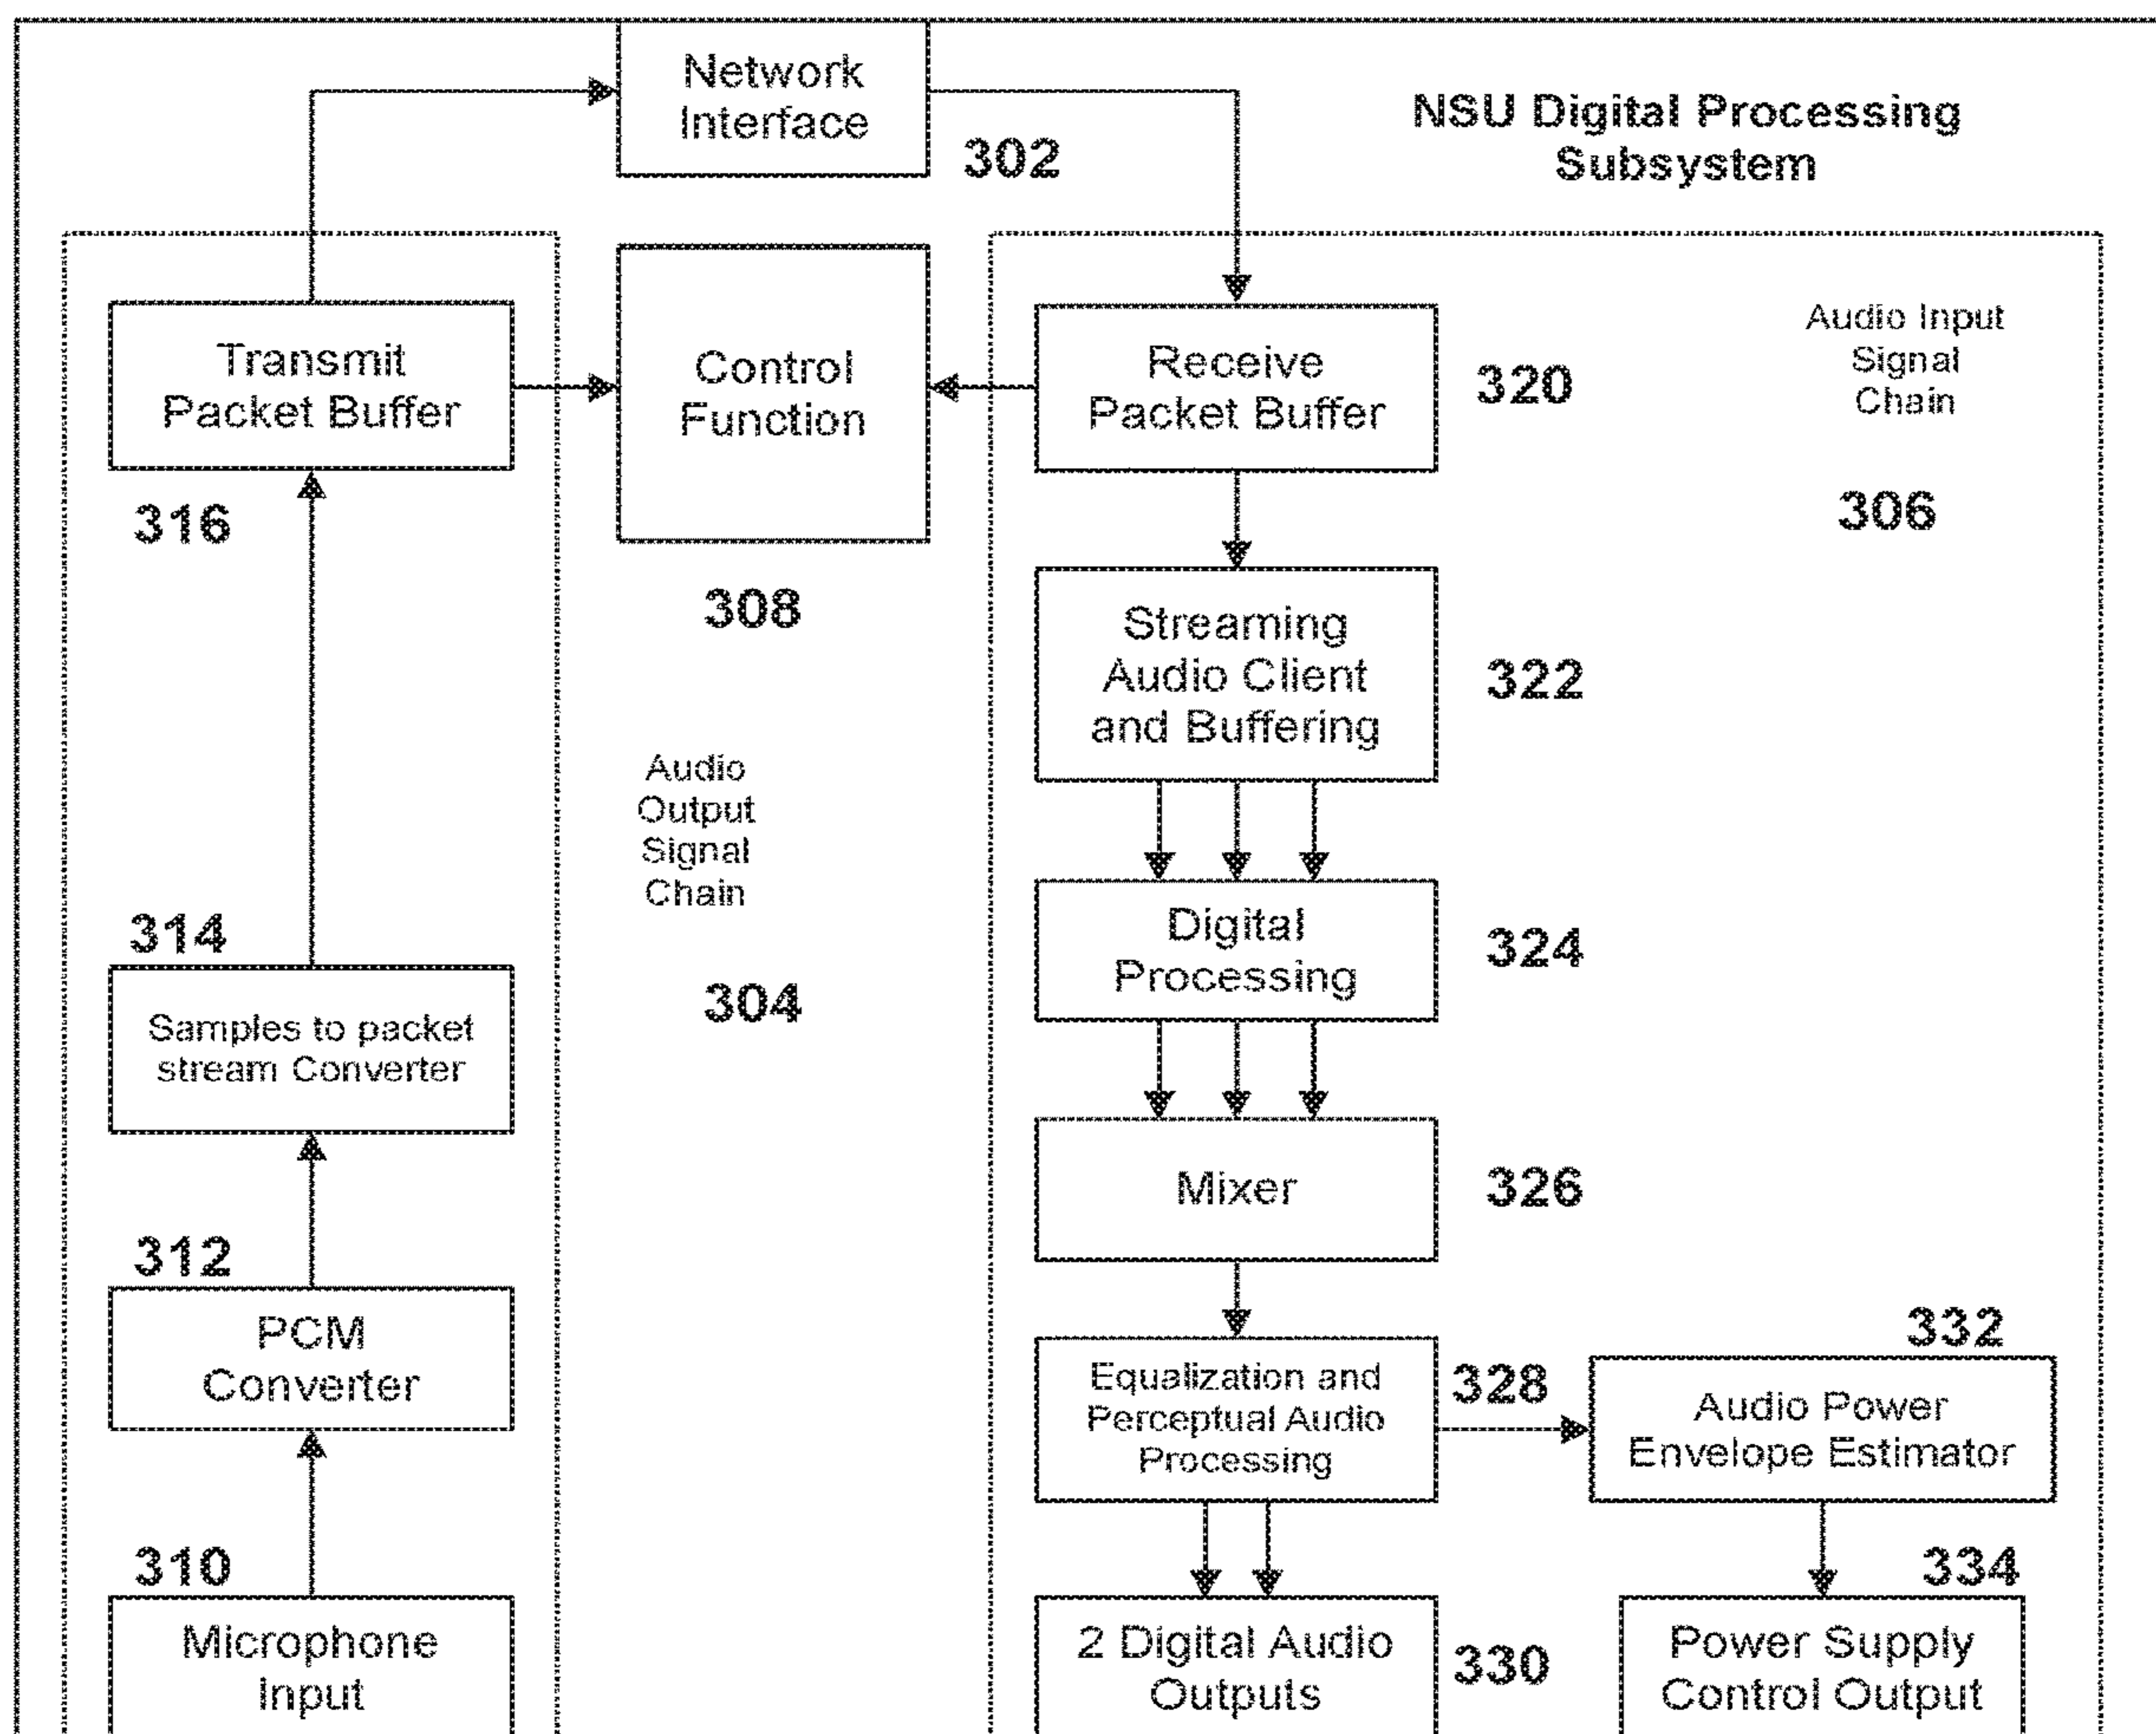 Network
Interface
302
NSU Digital Processing
Subsystem
Transmit
Packet Buffer
316
Control
Function
308
Receive
Packet Buffer
320
Audio Input
Signal
Chain
306
Streaming
Audio Client
and Buffering
322
Audio
Output
Signal
Chain
304
Digital
Processing
324
314
Samples to packet
stream Converter
Mixer
326
312
PCM
Converter
Equalization and
Perceptual Audio
Processing
328
332
Audio Power
Envelope Estimator
310
Microphone
Input
2 Digital Audio
Outputs
330
334
Power Supply
Control Output